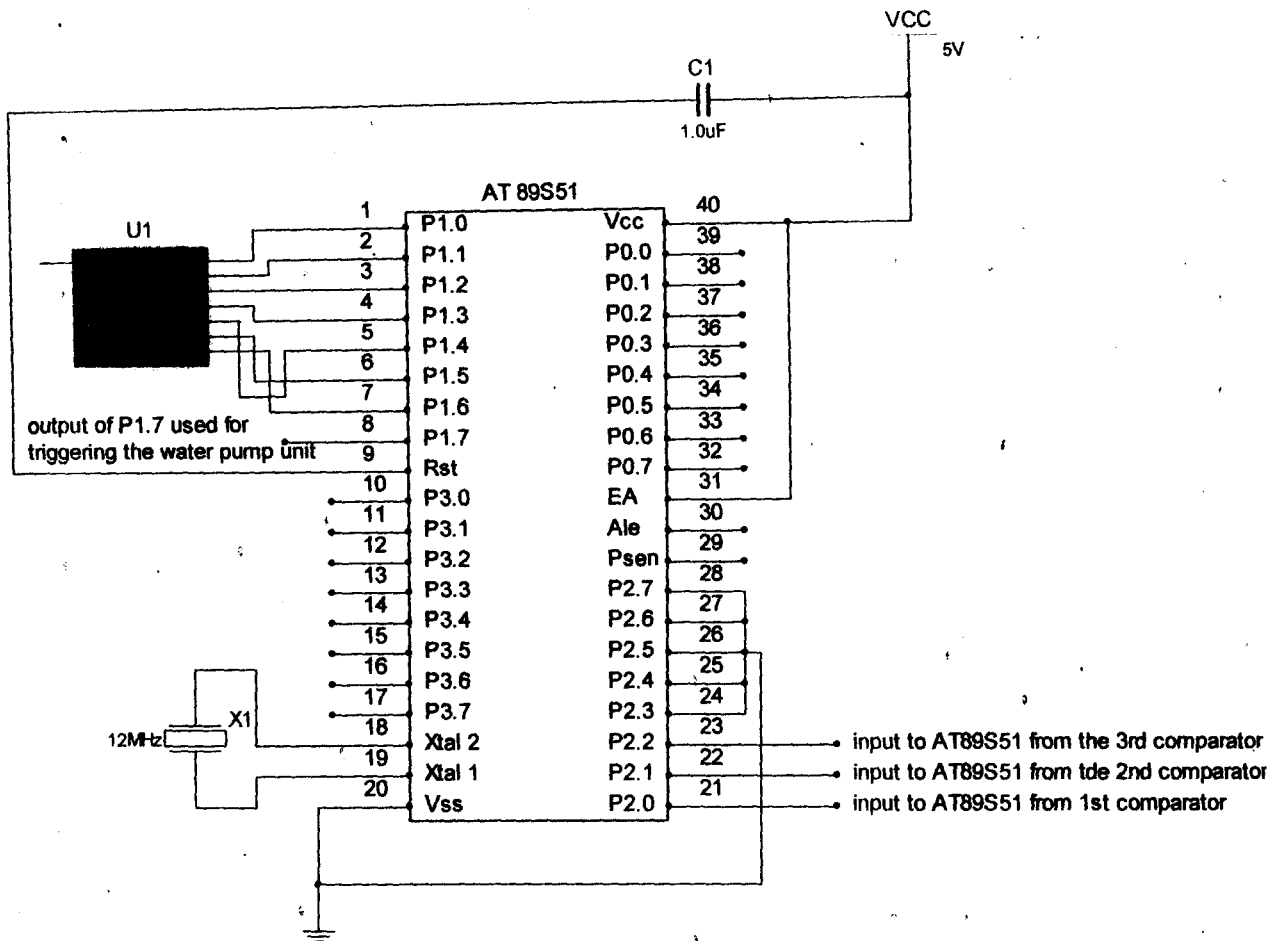 VCC
5V
C1
1.0uF
AT 89S51
U1
1
P1.0
2
P1.1
3
P1.2
4
P1.3
5
P1.4
6
P1.5
7
P1.6
8
P1.7
9
Rst
10
P3.0
11
P3.1
12
P3.2
13
P3.3
14
P3.4
15
P3.5
16
P3.6
17
P3.7
18
Xtal 2
19
Xtal 1
20
Vss
output of P1.7 used for
triggering the water pump unit
X1
12MHz
40
Vcc
39
P0.0
38
P0.1
37
P0.2
36
P0.3
35
P0.4
34
P0.5
33
P0.6
32
P0.7
31
EA
30
Ale
29
Psen
28
P2.7
27
P2.6
26
P2.5
25
P2.4
24
P2.3
23
P2.2
22
P2.1
21
P2.0
input to AT89S51 from the 3rd comparator
input to AT89S51 from tde 2nd comparator
input to AT89S51 from 1st comparator